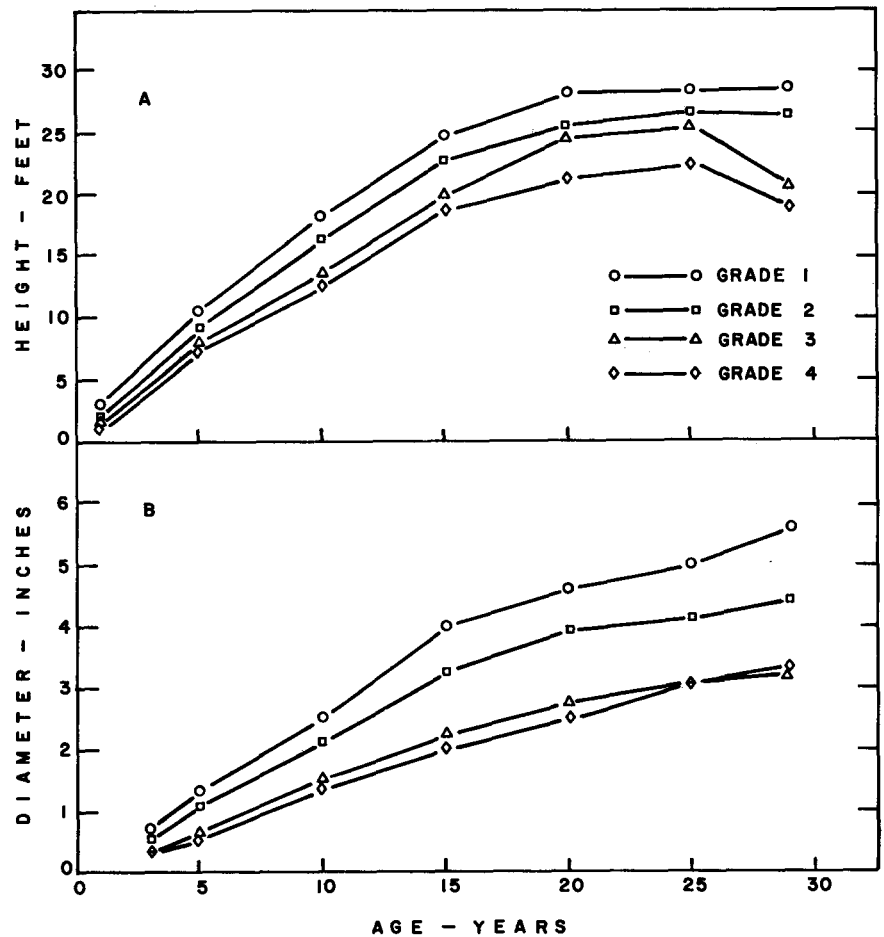 A
HEIGHT – FEET
30
25
20
15
10
5
0
GRADE 1
GRADE 2
GRADE 3
GRADE 4
B
DIAMETER – INCHES
6
5
4
3
2
1
0
0 5 10 15 20 25 30
AGE – YEARS